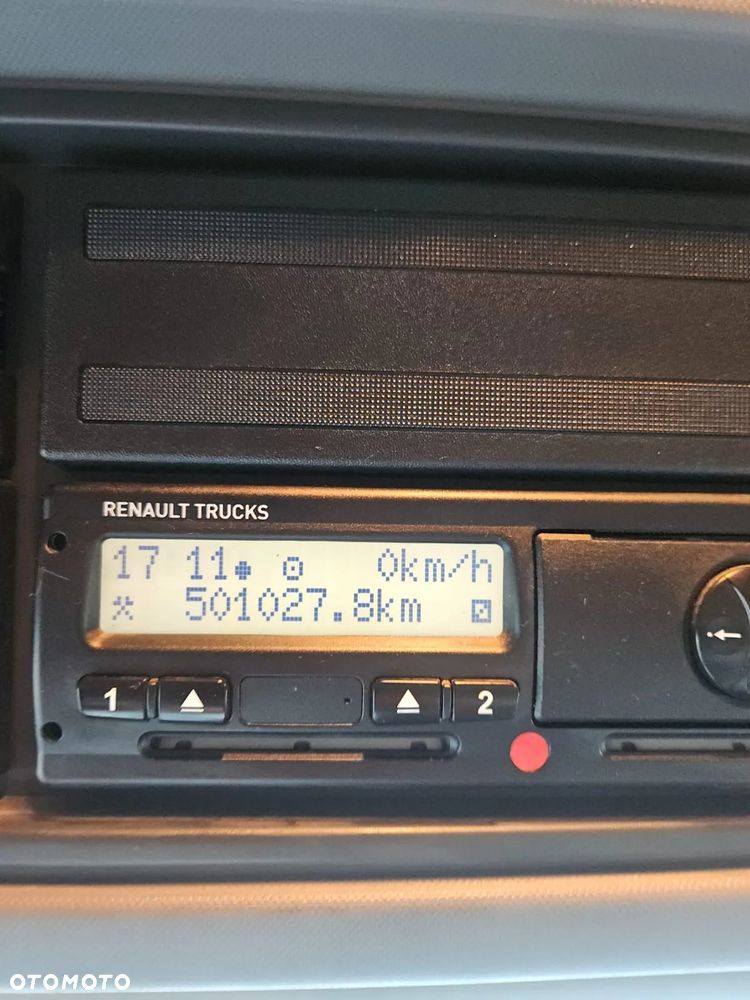 RENAULT TRUCKS
17 11 0km/h
501027.8km
1 2
OTOMOTO